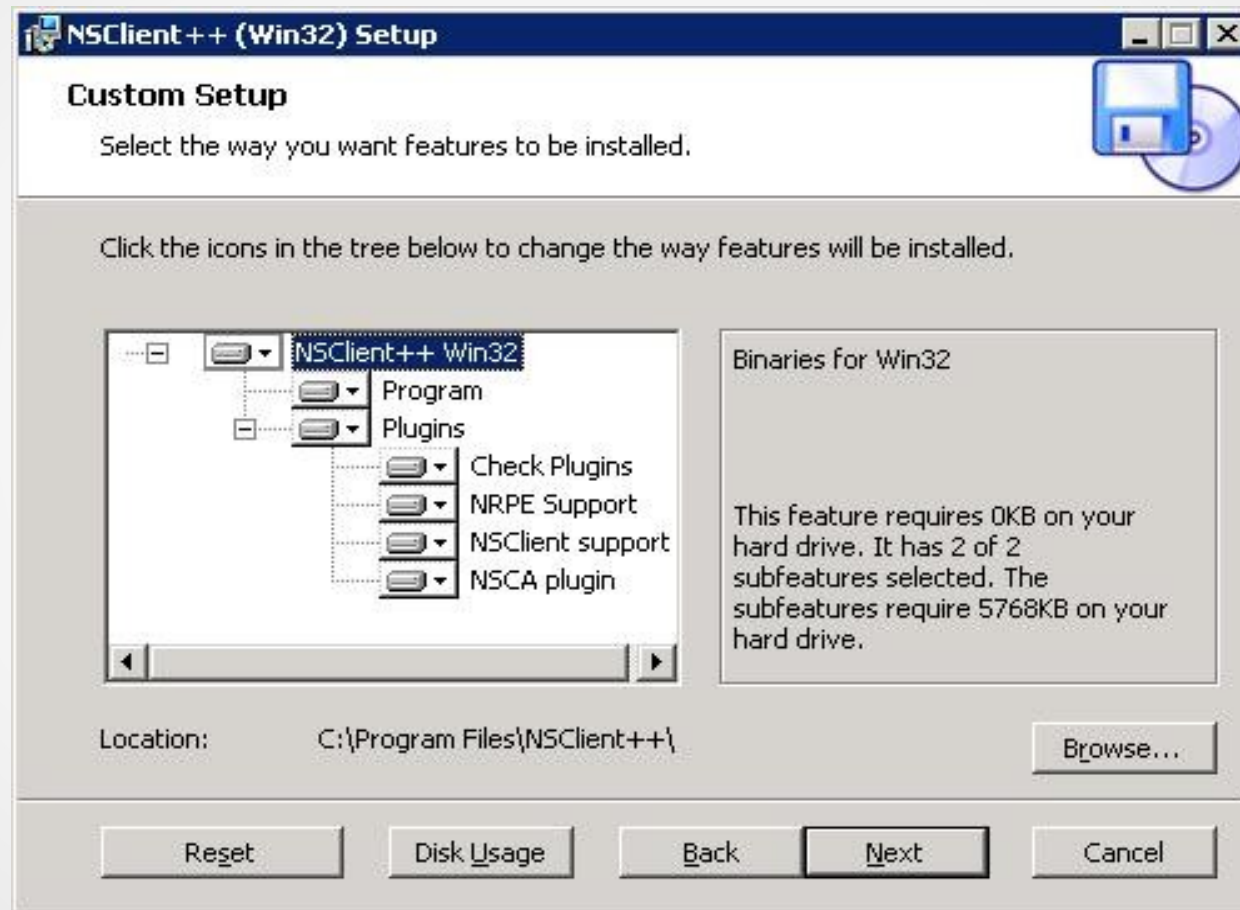 NSClient++ (Win32) Setup
Custom Setup
Select the way you want features to be installed.
Click the icons in the tree below to change the way features will be installed.
NSClient++ Win32
Program
Plugins
Check Plugins
NRPE Support
NSClient support
NSCA plugin
Binaries for Win32
This feature requires 0KB on your
hard drive. It has 2 of 2
subfeatures selected. The
subfeatures require 5768KB on your
hard drive.
Location: C:\Program Files\NSClient++\
Browse...
Reset Disk Usage Back Next Cancel